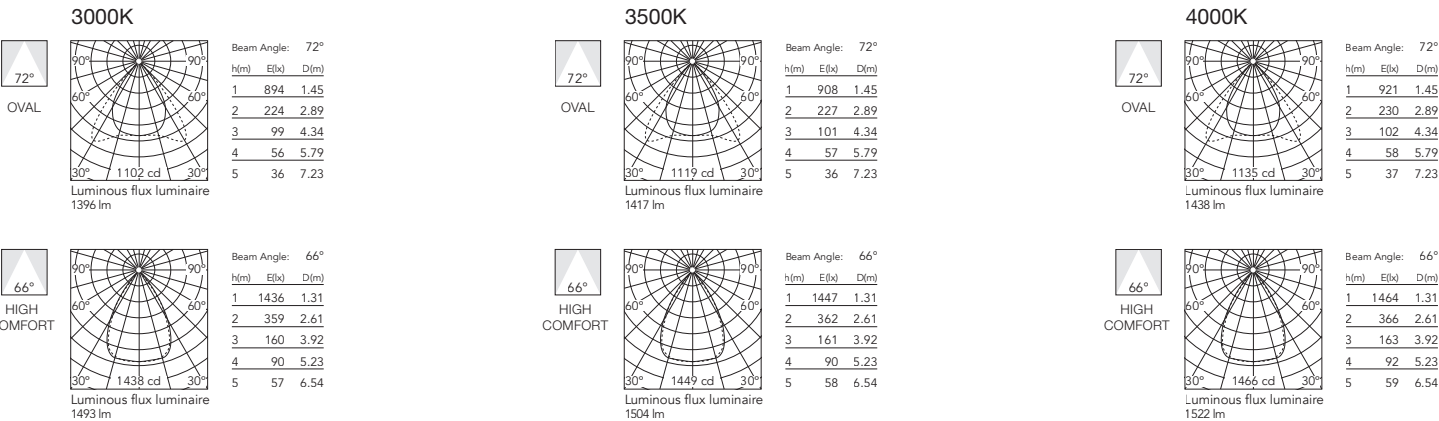 3000K
72°
OVAL
90° 90°
60° 60°
30° 1102 cd 30°
Luminous flux luminaire
1396 lm
Beam Angle: 72°
h(m) E(lx) D(m)
1 894 1.45
2 224 2.89
3 99 4.34
4 56 5.79
5 36 7.23
3500K
72°
OVAL
90° 90°
60° 60°
30° 1119 cd 30°
Luminous flux luminaire
1417 lm
Beam Angle: 72°
h(m) E(lx) D(m)
1 908 1.45
2 227 2.89
3 101 4.34
4 57 5.79
5 36 7.23
4000K
72°
OVAL
90° 90°
60° 60°
30° 1135 cd 30°
Luminous flux luminaire
1438 lm
Beam Angle: 72°
h(m) E(lx) D(m)
1 921 1.45
2 230 2.89
3 102 4.34
4 58 5.79
5 37 7.23
66°
HIGH
OMFORT
90° 90°
60° 60°
30° 1438 cd 30°
Luminous flux luminaire
1493 lm
Beam Angle: 66°
h(m) E(lx) D(m)
1 1436 1.31
2 359 2.61
3 160 3.92
4 90 5.23
5 57 6.54
66°
HIGH
COMFORT
90° 90°
60° 60°
30° 1449 cd 30°
Luminous flux luminaire
1504 lm
Beam Angle: 66°
h(m) E(lx) D(m)
1 1447 1.31
2 362 2.61
3 161 3.92
4 90 5.23
5 58 6.54
66°
HIGH
COMFORT
90° 90°
60° 60°
30° 1466 cd 30°
Luminous flux luminaire
1522 lm
Beam Angle: 66°
h(m) E(lx) D(m)
1 1464 1.31
2 366 2.61
3 163 3.92
4 92 5.23
5 59 6.54